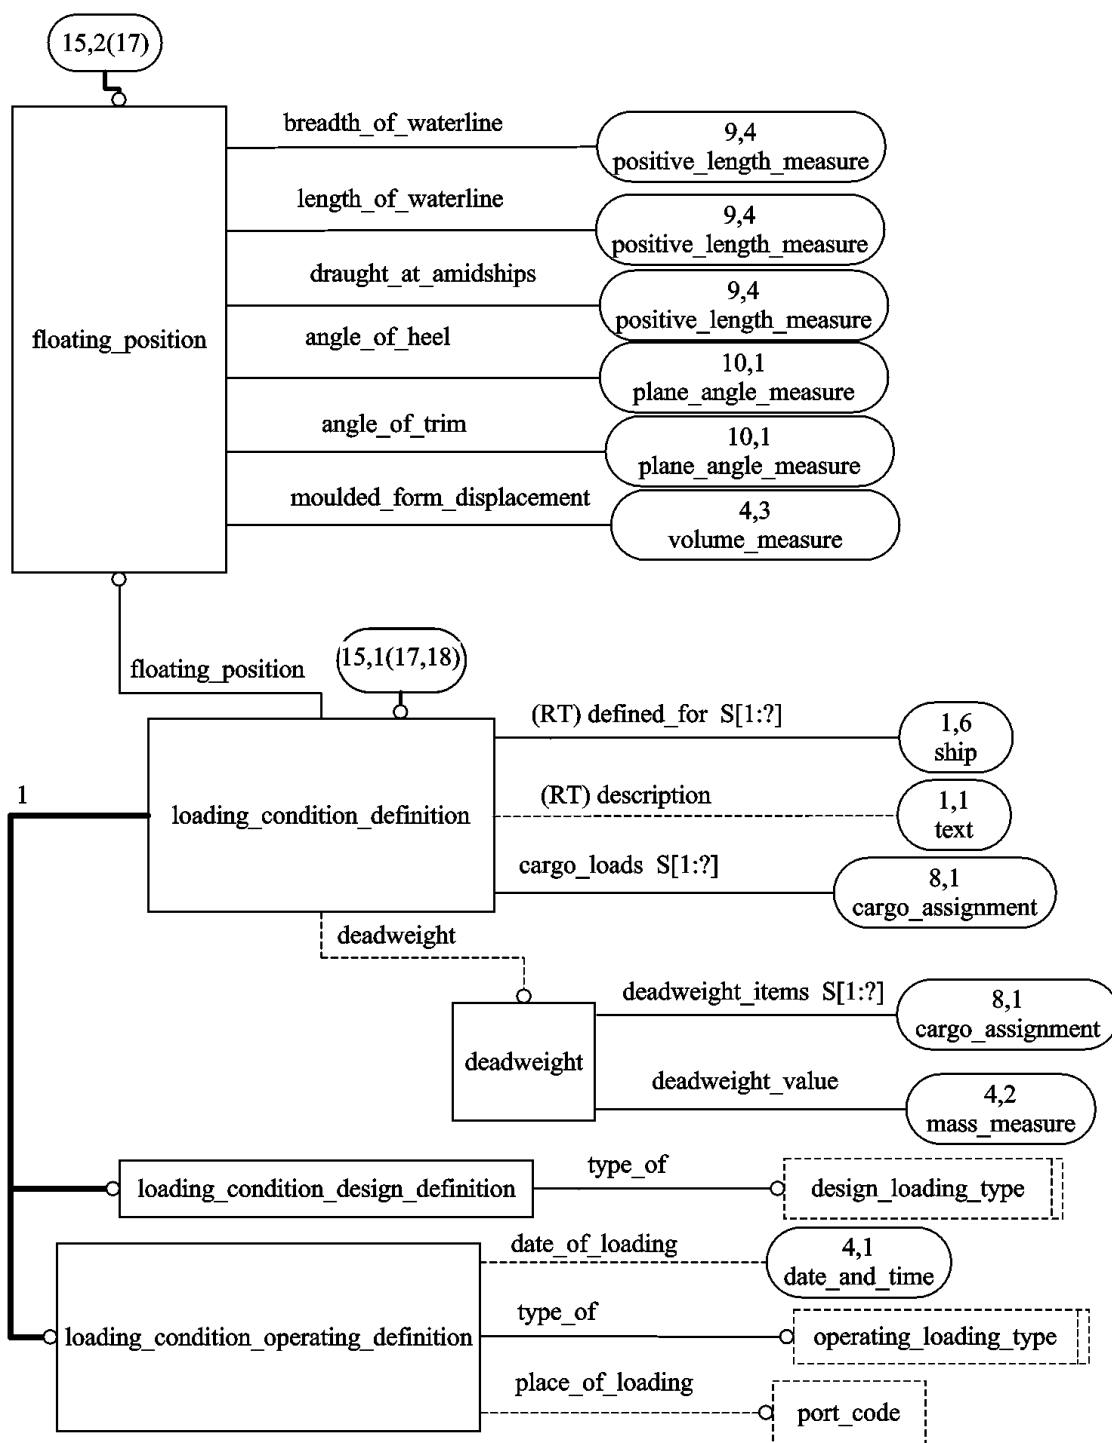 15,2(17)
breadth_of_waterline
9,4
positive_length_measure
length_of_waterline
9,4
positive_length_measure
draught_at_amidships
9,4
positive_length_measure
floating_position
angle_of_heel
10,1
plane_angle_measure
angle_of_trim
10,1
plane_angle_measure
moulded_form_displacement
4,3
volume_measure
floating_position
15,1(17,18)
(RT) defined_for S[1:?]
1,6
ship
1
loading_condition_definition
(RT) description
1,1
text
cargo_loads S[1:?]
8,1
cargo_assignment
deadweight
deadweight_items S[1:?]
8,1
cargo_assignment
deadweight
deadweight_value
4,2
mass_measure
loading_condition_design_definition
type_of
design_loading_type
date_of_loading
4,1
date_and_time
loading_condition_operating_definition
type_of
operating_loading_type
place_of_loading
port_code